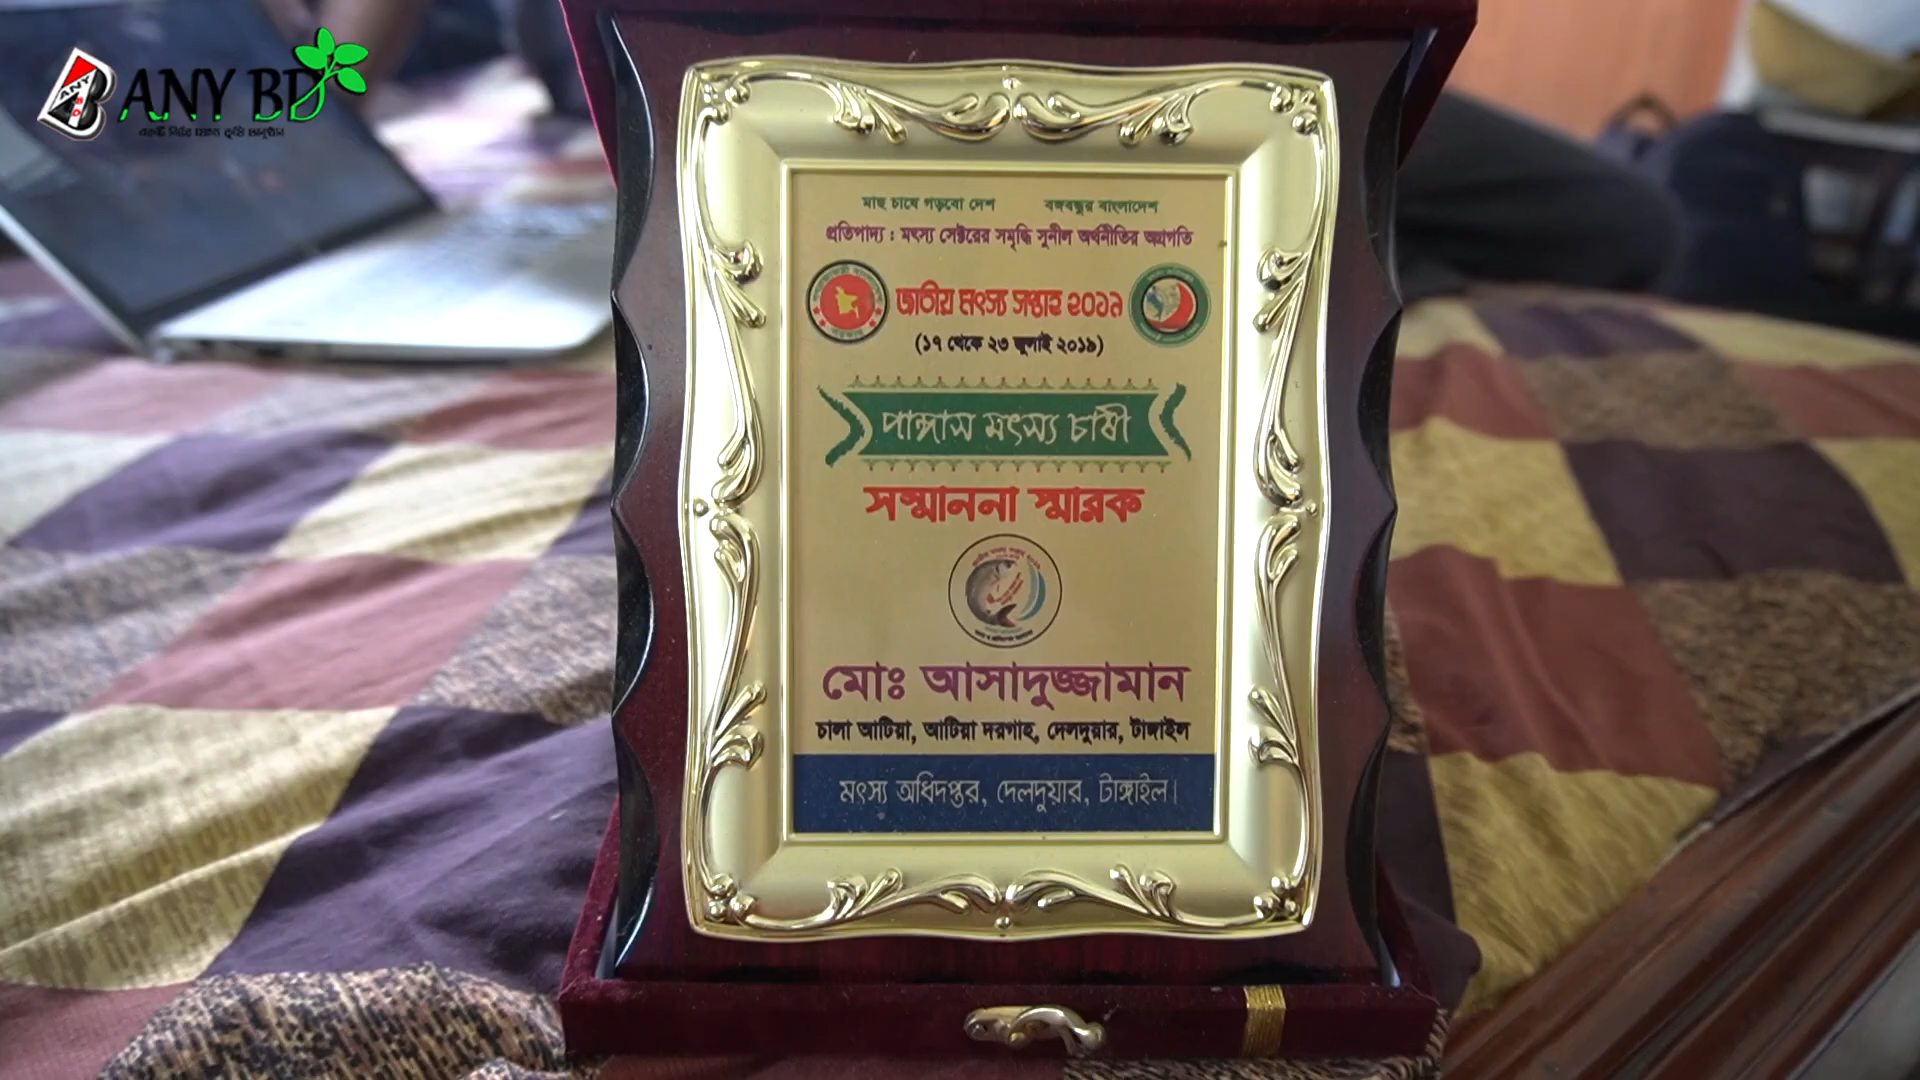 ANY BD
মাছ চাষে গড়বো দেশ বঙ্গবন্ধুর বাংলাদেশ
প্রতিপাদ্য : মৎস্য সেক্টরের সমৃদ্ধি সুনীল অর্থনীতির অগ্রগতি
জাতীয় মৎস্য সপ্তাহ ২০১৯
(১৭ থেকে ২৩ জুলাই ২০১৯)
পাঙ্গাস মৎস্য চাষী
সম্মাননা স্মারক
মোঃ আসাদুজ্জামান
চালা আটিয়া, আটিয়া দরগাহ, দেলদুয়ার, টাঙ্গাইল
মৎস্য অধিদপ্তর, দেলদুয়ার, টাঙ্গাইল।